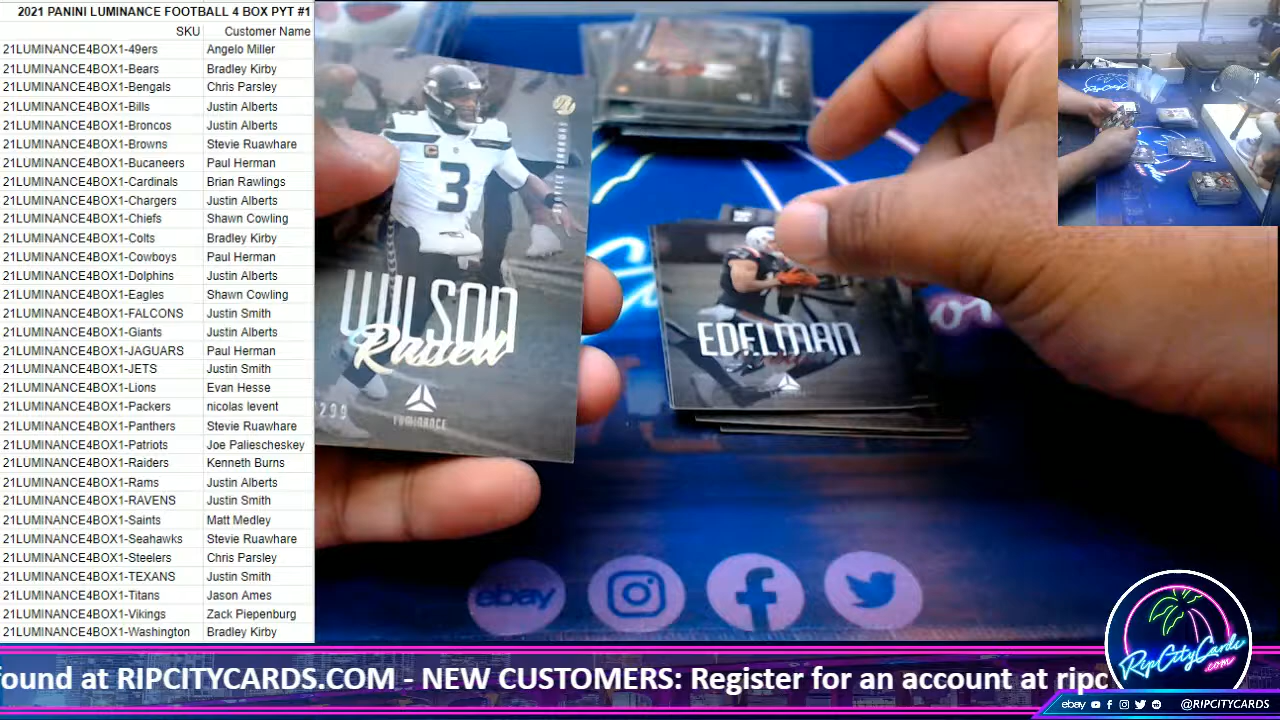 2021 PANINI LUMINANCE FOOTBALL 4 BOX PYT #1
SKU Customer Name
21LUMINANCE4BOX1-49ers Angelo Miller
21LUMINANCE4BOX1-Bears Bradley Kirby
21LUMINANCE4BOX1-Bengals Chris Parsley
21LUMINANCE4BOX1-Bills Justin Alberts
21LUMINANCE4BOX1-Broncos Justin Alberts
21LUMINANCE4BOX1-Browns Stevie Ruawhare
21LUMINANCE4BOX1-Bucaneers Paul Herman
21LUMINANCE4BOX1-Cardinals Brian Rawlings
21LUMINANCE4BOX1-Chargers Justin Alberts
21LUMINANCE4BOX1-Chiefs Shawn Cowling
21LUMINANCE4BOX1-Colts Bradley Kirby
21LUMINANCE4BOX1-Cowboys Paul Herman
21LUMINANCE4BOX1-Dolphins Justin Alberts
21LUMINANCE4BOX1-Eagles Shawn Cowling
21LUMINANCE4BOX1-FALCONS Justin Smith
21LUMINANCE4BOX1-Giants Justin Alberts
21LUMINANCE4BOX1-JAGUARS Paul Herman
21LUMINANCE4BOX1-JETS Justin Smith
21LUMINANCE4BOX1-Lions Evan Hesse
21LUMINANCE4BOX1-Packers nicolas levent
21LUMINANCE4BOX1-Panthers Stevie Ruawhare
21LUMINANCE4BOX1-Patriots Joe Paliescheskey
21LUMINANCE4BOX1-Raiders Kenneth Burns
21LUMINANCE4BOX1-Rams Justin Alberts
21LUMINANCE4BOX1-RAVENS Justin Smith
21LUMINANCE4BOX1-Saints Matt Medley
21LUMINANCE4BOX1-Seahawks Stevie Ruawhare
21LUMINANCE4BOX1-Steelers Chris Parsley
21LUMINANCE4BOX1-TEXANS Justin Smith
21LUMINANCE4BOX1-Titans Jason Ames
21LUMINANCE4BOX1-Vikings Zack Piepenburg
21LUMINANCE4BOX1-Washington Bradley Kirby
3
SEATTLE SEAHAWKS
WILSON
Russell
299
LUMINANCE
EDELMAN
ebay
found at RIPCITYCARDS.COM - NEW CUSTOMERS: Register for an account at ripc
RipCityCards
.com
ebay @RIPCITYCARDS